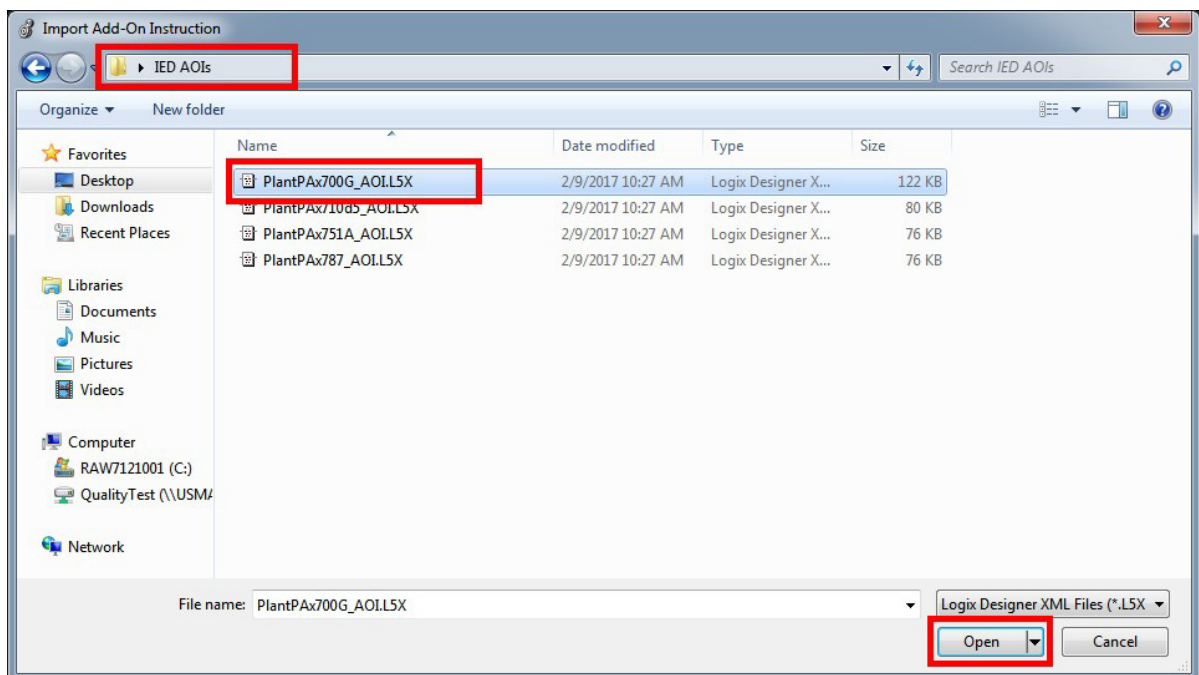 Import Add-On Instruction
IED AOIs
Search IED AOIs
Organize New folder
Name Date modified Type Size
Favorites
Desktop
Downloads
Recent Places
Libraries
Documents
Music
Pictures
Videos
Computer
RAW7121001 (C:)
QualityTest (\\USMA
Network
PlantPAx700G_AOI.L5X 2/9/2017 10:27 AM Logix Designer X... 122 KB
PlantPAx710d5_AOI.L5X 2/9/2017 10:27 AM Logix Designer X... 80 KB
PlantPAx751A_AOI.L5X 2/9/2017 10:27 AM Logix Designer X... 76 KB
PlantPAx787_AOI.L5X 2/9/2017 10:27 AM Logix Designer X... 76 KB
File name: PlantPAx700G_AOI.L5X Logix Designer XML Files (*.L5X
Open Cancel